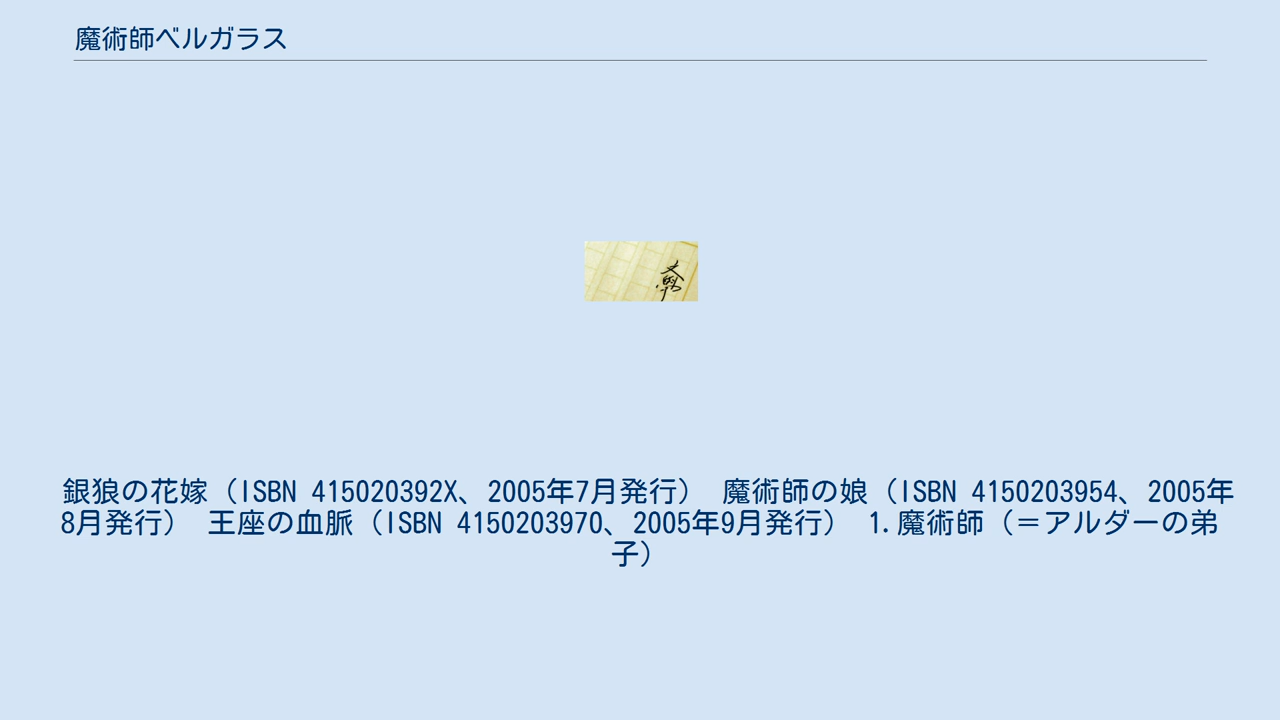 魔術師ベルガラス
銀狼の花嫁（ISBN 415020392X、2005年7月発行） 魔術師の娘（ISBN 4150203954、2005年
8月発行） 王座の血脈（ISBN 4150203970、2005年9月発行） 1.魔術師（＝アルダーの弟
子）